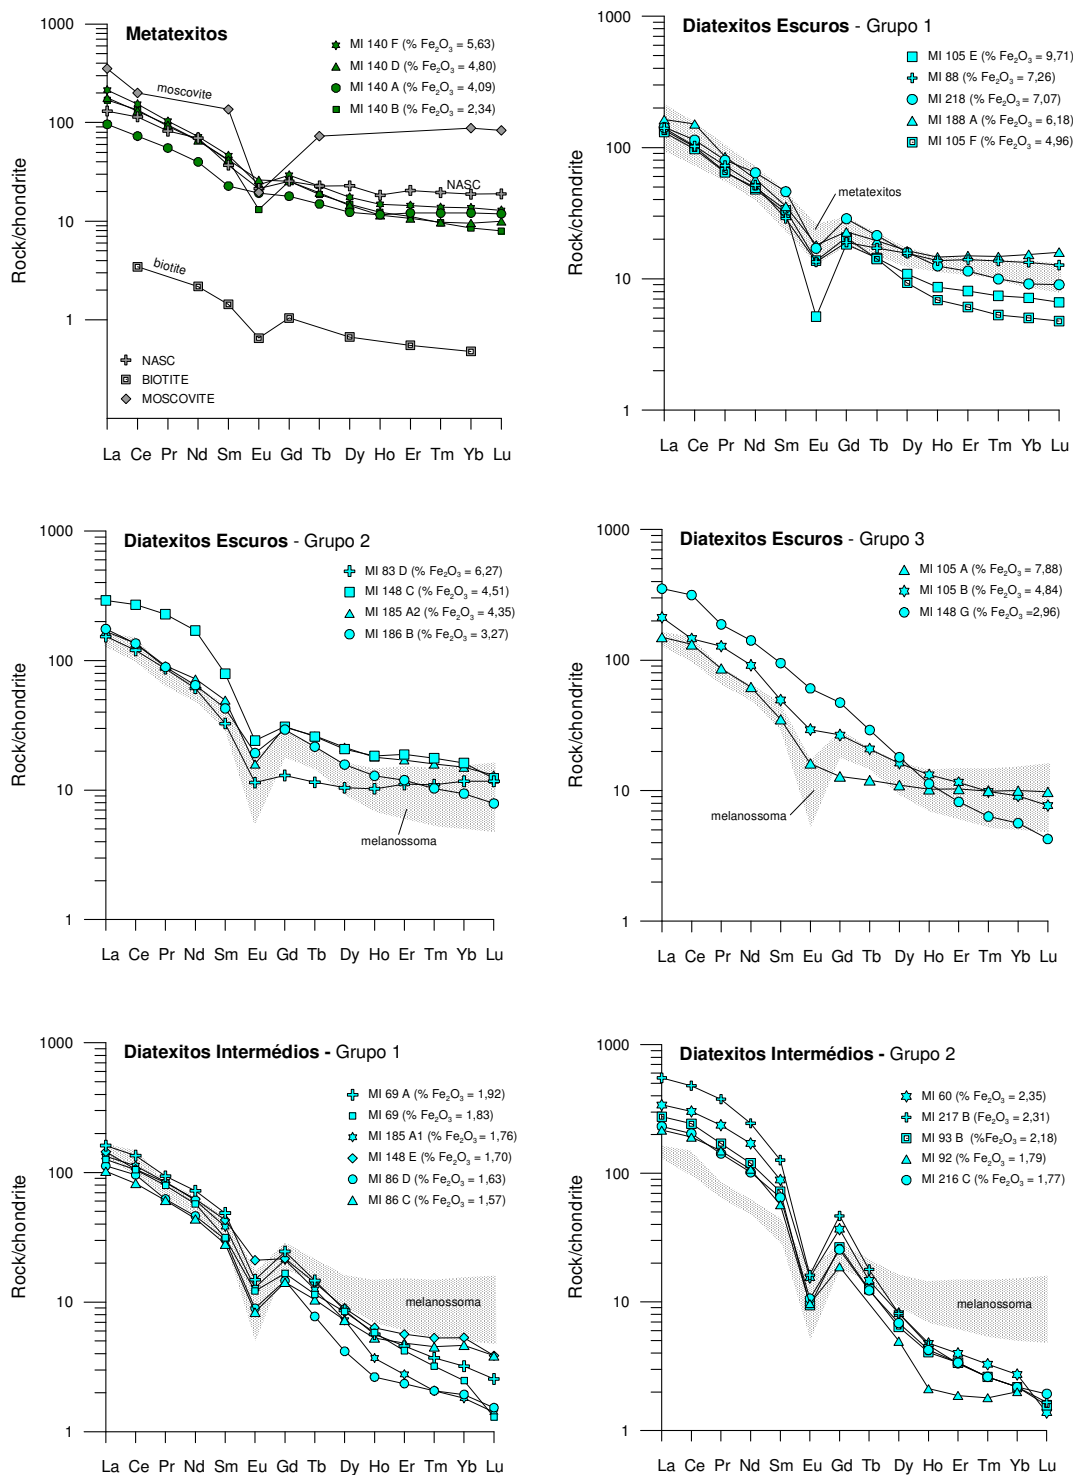 Metatexitos
Rock/chondrite
1000
100
10
1
MI 140 F (% Fe₂O₃ = 5,63)
MI 140 D (% Fe₂O₃ = 4,80)
MI 140 A (% Fe₂O₃ = 4,09)
MI 140 B (% Fe₂O₃ = 2,34)
moscovite
NASC
biotite
NASC
BIOTITE
MOSCOVITE
La Ce Pr Nd Sm Eu Gd Tb Dy Ho Er Tm Yb Lu
Diatexitos Escuros - Grupo 1
Rock/chondrite
1000
100
10
1
MI 105 E (% Fe₂O₃ = 9,71)
MI 88 (% Fe₂O₃ = 7,26)
MI 218 (% Fe₂O₃ = 7,07)
MI 188 A (% Fe₂O₃ = 6,18)
MI 105 F (% Fe₂O₃ = 4,96)
metatexitos
La Ce Pr Nd Sm Eu Gd Tb Dy Ho Er Tm Yb Lu
Diatexitos Escuros - Grupo 2
Rock/chondrite
1000
100
10
1
MI 83 D (% Fe₂O₃ = 6,27)
MI 148 C (% Fe₂O₃ = 4,51)
MI 185 A2 (% Fe₂O₃ = 4,35)
MI 186 B (% Fe₂O₃ = 3,27)
melanossoma
La Ce Pr Nd Sm Eu Gd Tb Dy Ho Er Tm Yb Lu
Diatexitos Escuros - Grupo 3
Rock/chondrite
1000
100
10
1
MI 105 A (% Fe₂O₃ = 7,88)
MI 105 B (% Fe₂O₃ = 4,84)
MI 148 G (% Fe₂O₃ =2,96)
melanossoma
La Ce Pr Nd Sm Eu Gd Tb Dy Ho Er Tm Yb Lu
Diatexitos Intermédios - Grupo 1
Rock/chondrite
1000
100
10
1
MI 69 A (% Fe₂O₃ = 1,92)
MI 69 (% Fe₂O₃ = 1,83)
MI 185 A1 (% Fe₂O₃ = 1,76)
MI 148 E (% Fe₂O₃ = 1,70)
MI 86 D (% Fe₂O₃ = 1,63)
MI 86 C (% Fe₂O₃ = 1,57)
melanossoma
La Ce Pr Nd Sm Eu Gd Tb Dy Ho Er Tm Yb Lu
Diatexitos Intermédios - Grupo 2
Rock/chondrite
1000
100
10
1
MI 60 (% Fe₂O₃ = 2,35)
MI 217 B (Fe₂O₃ = 2,31)
MI 93 B (%Fe₂O₃ = 2,18)
MI 92 (% Fe₂O₃ = 1,79)
MI 216 C (% Fe₂O₃ = 1,77)
melanossoma
La Ce Pr Nd Sm Eu Gd Tb Dy Ho Er Tm Yb Lu